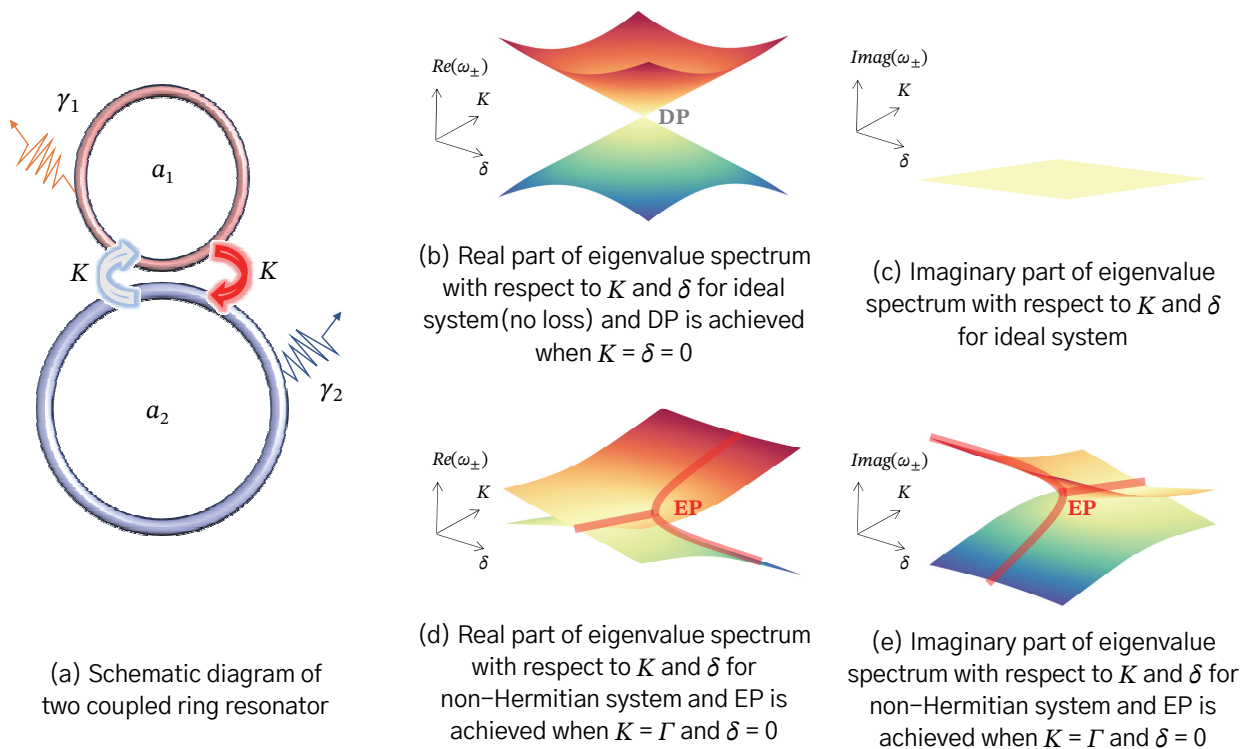 γ₁
a₁
K
K
γ₂
a₂
(a) Schematic diagram of
two coupled ring resonator
Re(ω±)
K
δ
DP
(b) Real part of eigenvalue spectrum
with respect to K and δ for ideal
system(no loss) and DP is achieved
when K = δ = 0
Imag(ω±)
K
δ
(c) Imaginary part of eigenvalue
spectrum with respect to K and δ
for ideal system
Re(ω±)
K
δ
EP
(d) Real part of eigenvalue spectrum
with respect to K and δ for
non-Hermitian system and EP is
achieved when K = Γ and δ = 0
Imag(ω±)
K
δ
EP
(e) Imaginary part of eigenvalue
spectrum with respect to K and δ for
non-Hermitian system and EP is
achieved when K = Γ and δ = 0